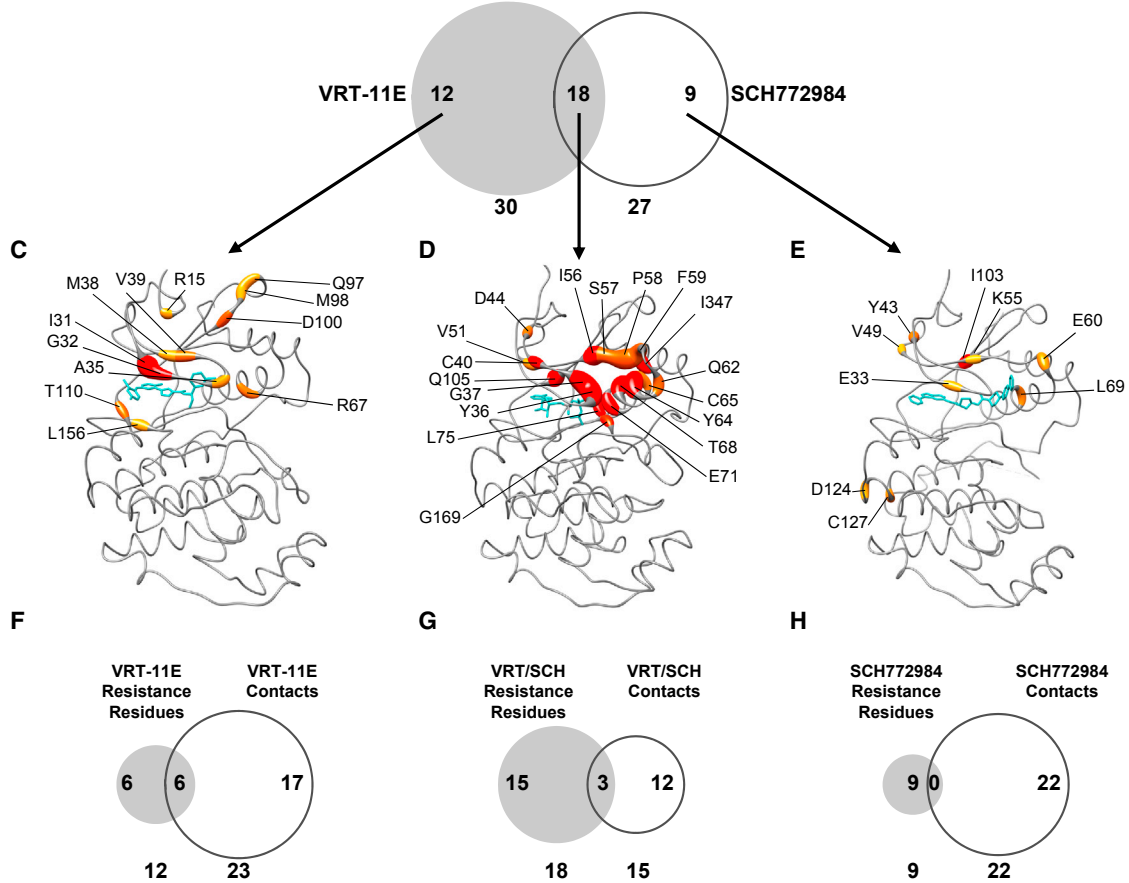 VRT-11E 12 18 9 SCH772984
30 27
C
M38 V39 R15 Q97
M98
D100
I31
G32
A35
T110
R67
L156
D
I56 S57 P58 F59
I347
D44
V51
C40
Q105
G37
Y36
L75
G169
Q62
C65
Y64
T68
E71
E
I103
K55
Y43
V49
E60
E33
L69
D124
C127
F
VRT-11E VRT-11E
Resistance Contacts
Residues
6 6 17
12 23
G
VRT/SCH VRT/SCH
Resistance Contacts
Residues
15 3 12
18 15
H
SCH772984 SCH772984
Resistance Contacts
Residues
9 0 22
9 22